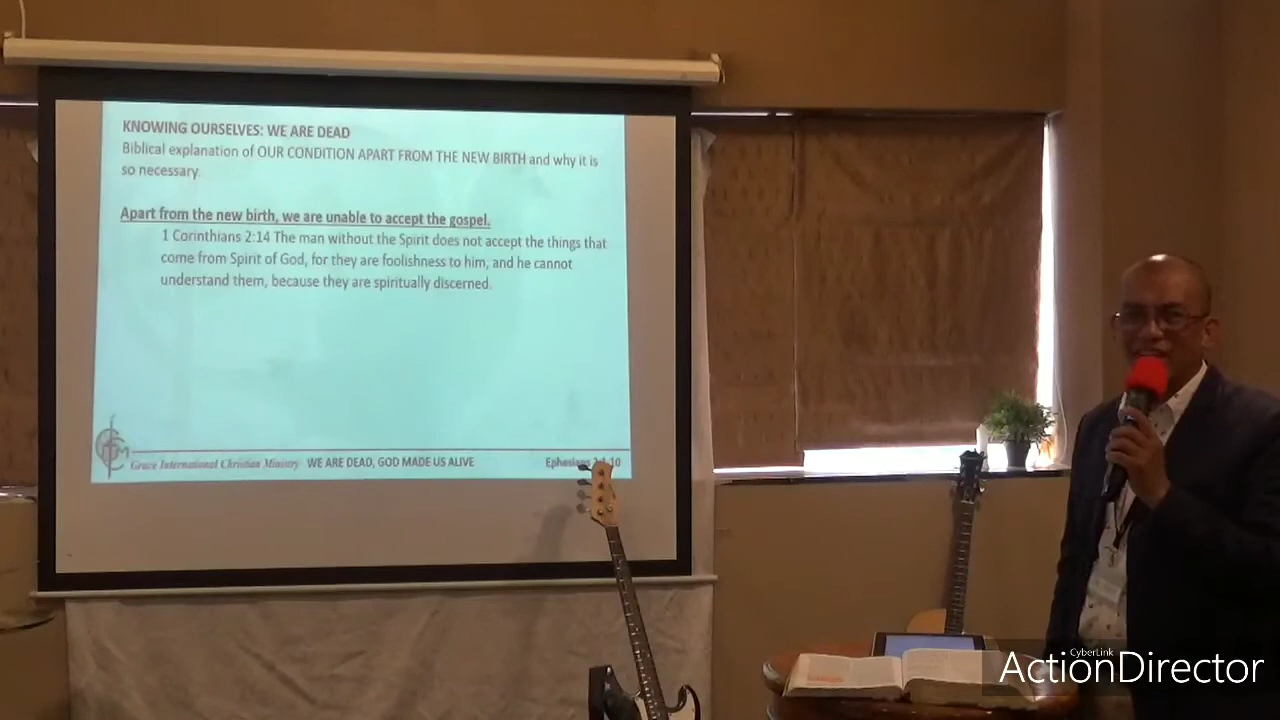 KNOWING OURSELVES: WE ARE DEAD
Biblical explanation of OUR CONDITION APART FROM THE NEW BIRTH and why it is
so necessary.
Apart from the new birth, we are unable to accept the gospel.
1 Corinthians 2:14 The man without the Spirit does not accept the things that
come from Spirit of God, for they are foolishness to him, and he cannot
understand them, because they are spiritually discerned.
Grace International Christian Ministry WE ARE DEAD, GOD MADE US ALIVE Ephesians
CyberLink
ActionDirector